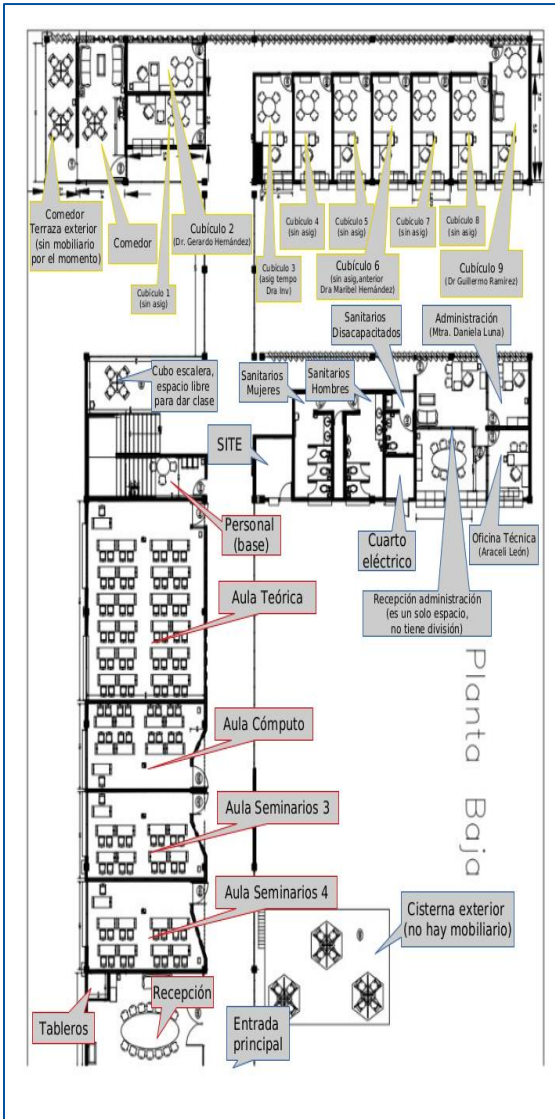 Comedor
Terraza exterior
(sin mobiliario
por el momento)
Comedor
Cubículo 2
(Dr. Gerardo Hernández)
Cubículo 1
(sin asig)
Cubículo 3
(asig tempo
Dra Inv)
Cubículo 4
(sin asig)
Cubículo 5
(sin asig)
Cubículo 6
(sin asig,anterior
Dra Maribel Hernández)
Cubículo 7
(sin asig)
Cubículo 8
(sin asig)
Cubículo 9
(Dr Guillermo Ramírez)
Sanitarios
Disacapacitados
Administración
(Mtra. Daniela Luna)
Cubo escalera,
espacio libre
para dar clase
Sanitarios
Mujeres
Sanitarios
Hombres
SITE
Personal
(base)
Cuarto
eléctrico
Oficina Técnica
(Araceli León)
Recepción administración
(es un solo espacio,
no tiene división)
Aula Teórica
Planta Baja
Aula Cómputo
Aula Seminarios 3
Aula Seminarios 4
Cisterna exterior
(no hay mobiliario)
Recepción
Tableros
Entrada
principal